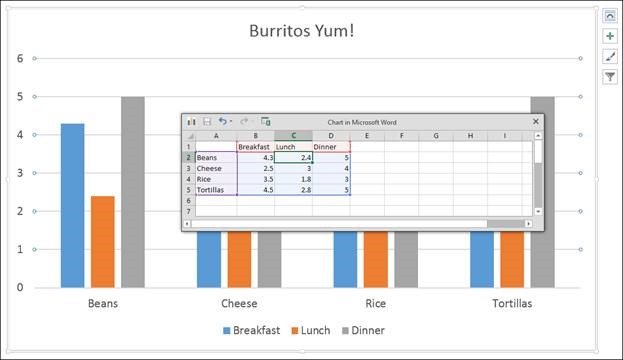 Burritos Yum!
6
5
4
3
2
1
0
Chart in Microsoft Word
A B C D E F G H I
1 Breakfast Lunch Dinner
2 Beans 4.3 2.4 5
3 Cheese 2.5 3 4
4 Rice 3.5 1.8 3
5 Tortillas 4.5 2.8 5
6
7
Beans Cheese Rice Tortillas
Breakfast Lunch Dinner